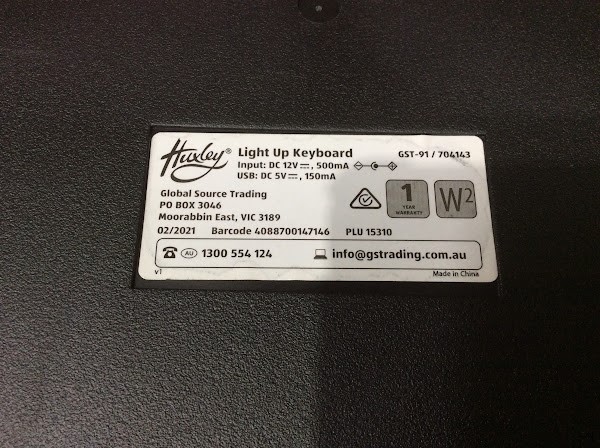 Huxley® Light Up Keyboard GST-91 / 704143
Input: DC 12V⎓, 500mA
USB: DC 5V⎓, 150mA
Global Source Trading
PO BOX 3046
Moorabbin East, VIC 3189
1 YEAR WARRANTY
W2
02/2021 Barcode 4088700147146 PLU 15310
AU 1300 554 124 info@gstrading.com.au
v1 Made in China